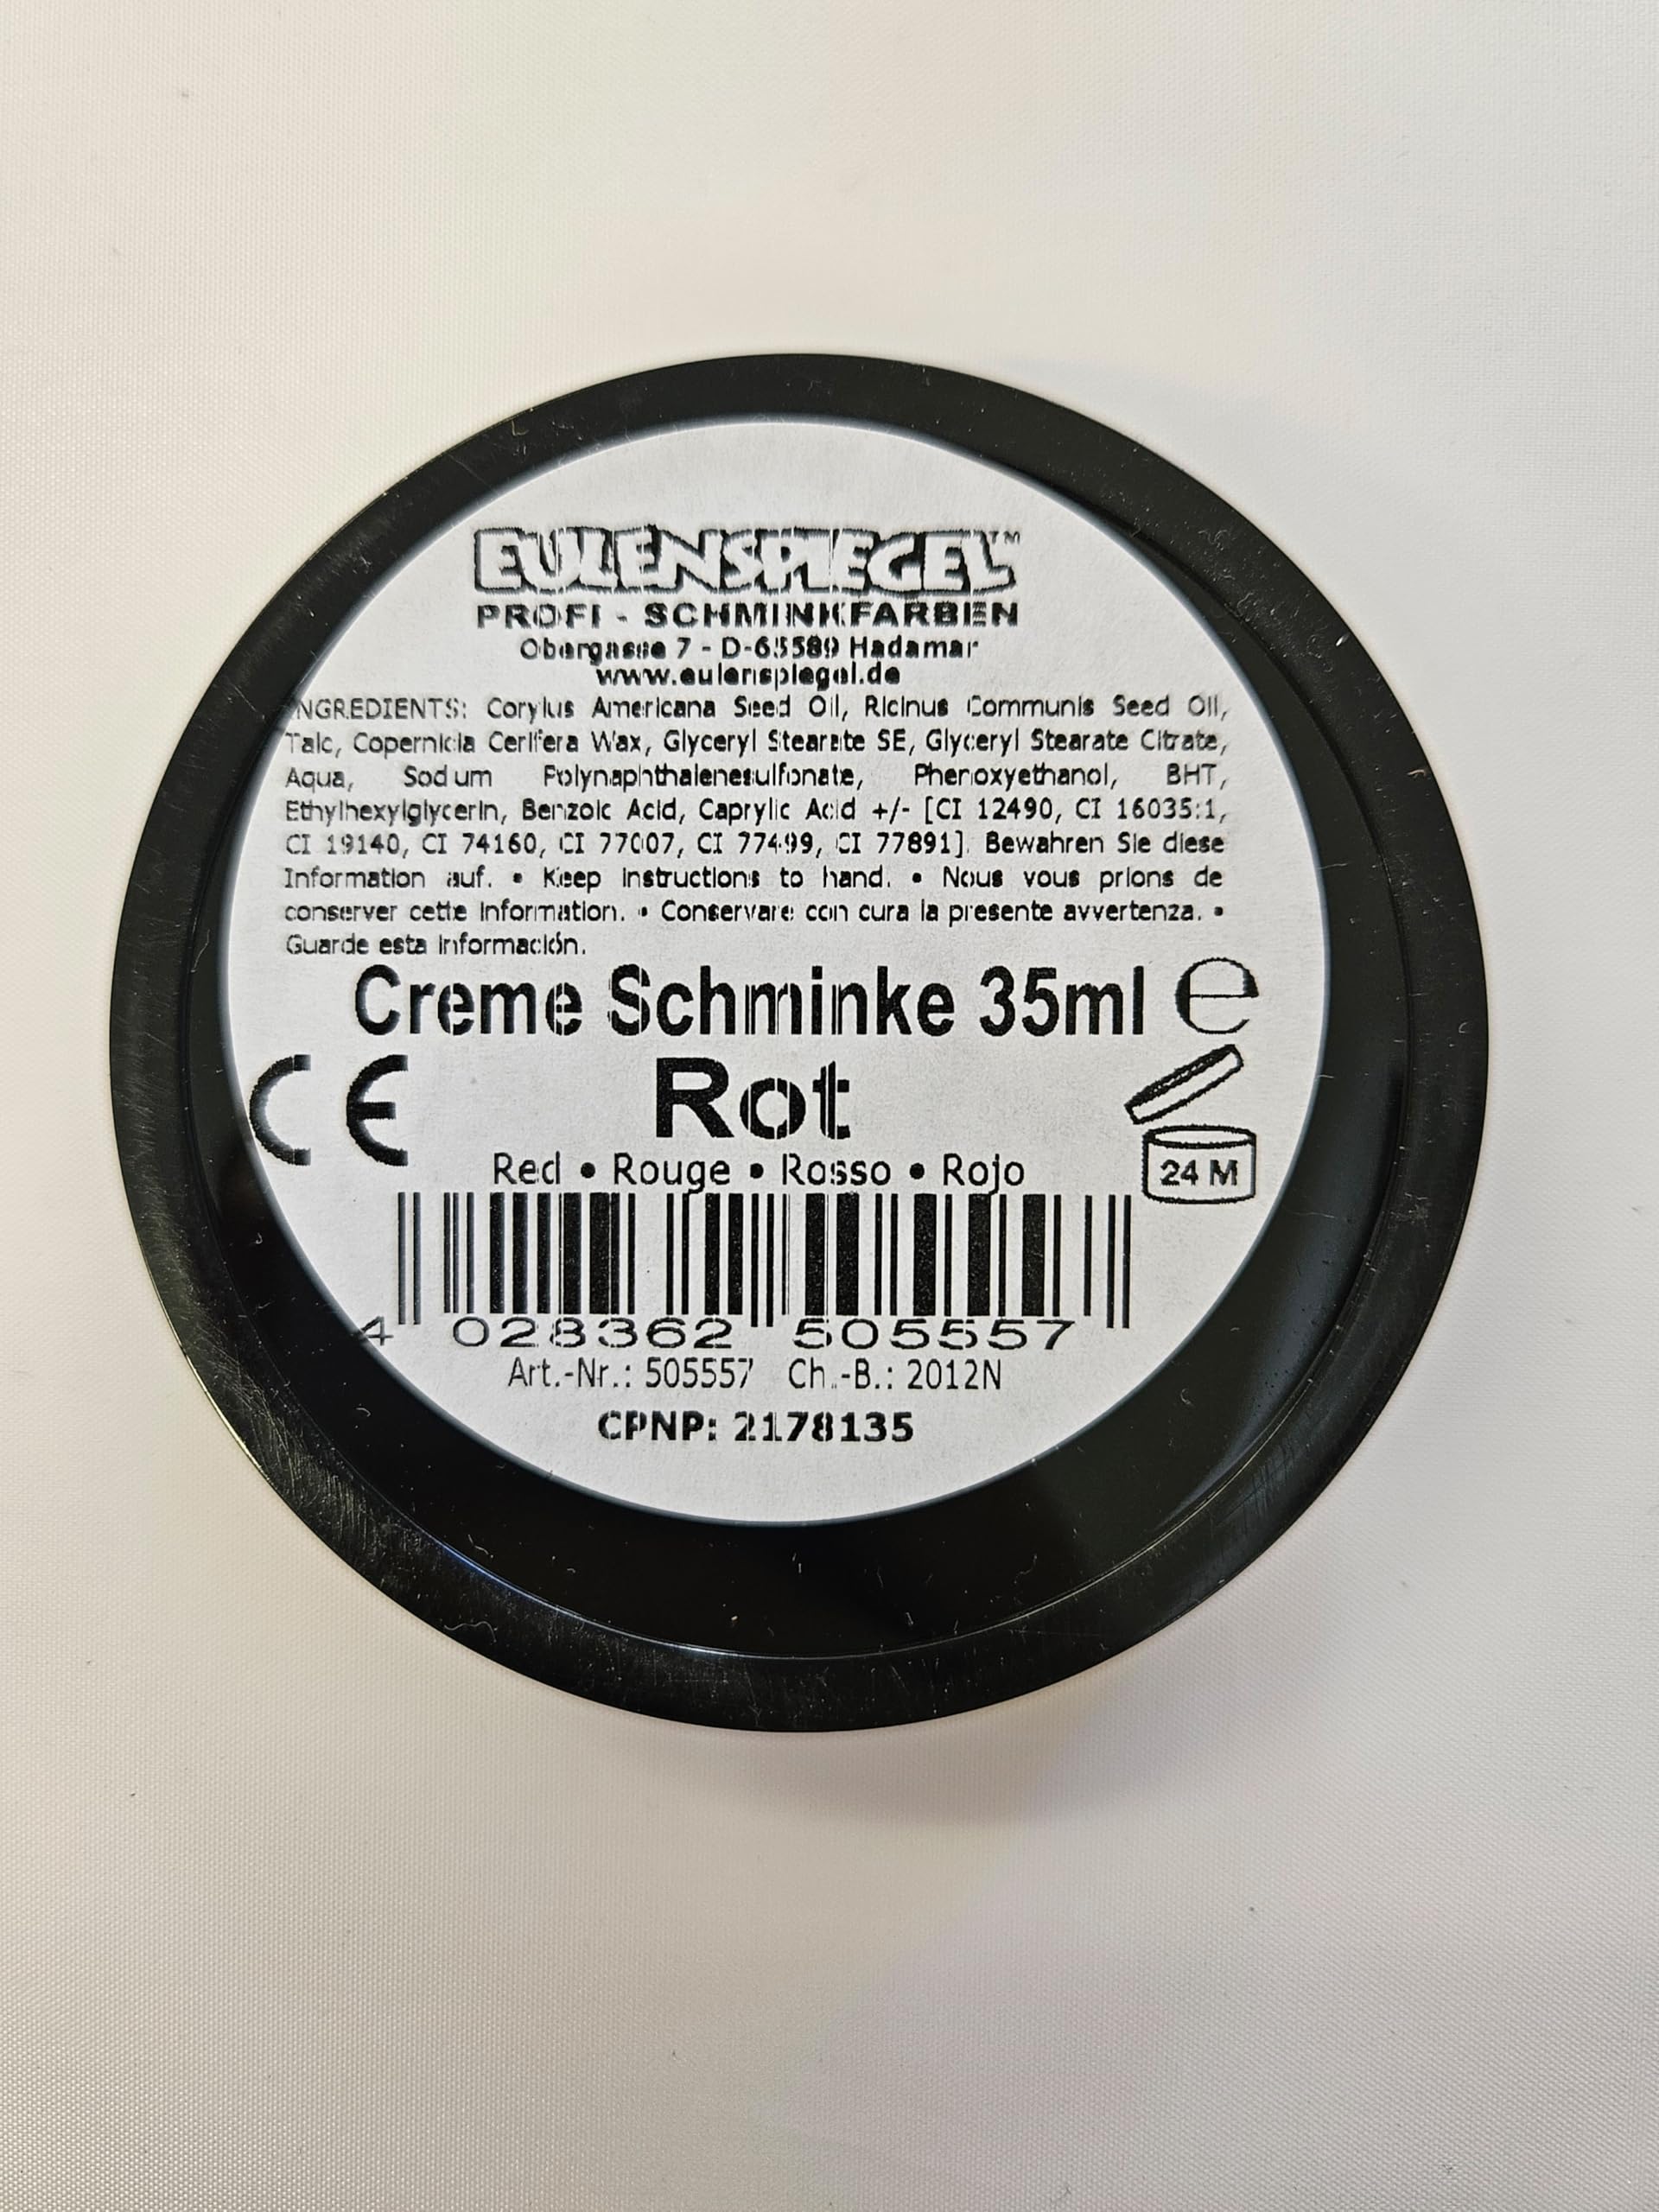 EULENSPIEGEL™
PROFI - SCHMINKFARBEN
Obergasse 7 - D-65589 Hadamar
www.eulenspiegel.de
INGREDIENTS: Corylus Americana Seed Oil, Ricinus Communis Seed Oil,
Talc, Copernicia Cerifera Wax, Glyceryl Stearate SE, Glyceryl Stearate Citrate,
Aqua, Sodium Polynaphthalenesulfonate, Phenoxyethanol, BHT,
Ethylhexylglycerin, Benzoic Acid, Caprylic Acid +/- [CI 12490, CI 16035:1,
CI 19140, CI 74160, CI 77007, CI 77499, CI 77891]. Bewahren Sie diese
Information auf. • Keep instructions to hand. • Nous vous prions de
conserver cette information. • Conservare con cura la presente avvertenza. •
Guarde esta información.
Creme Schminke 35ml ℮
CE Rot
Red • Rouge • Rosso • Rojo
24 M
4 028362 505557
Art.-Nr.: 505557 Ch.-B.: 2012N
CPNP: 2178135